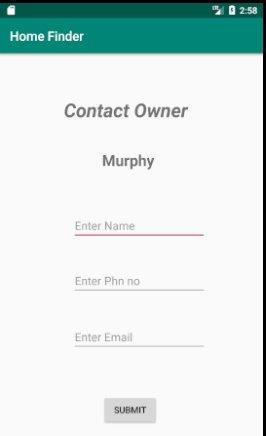 2:58
Home Finder
Contact Owner
Murphy
Enter Name
Enter Phn no
Enter Email
SUBMIT